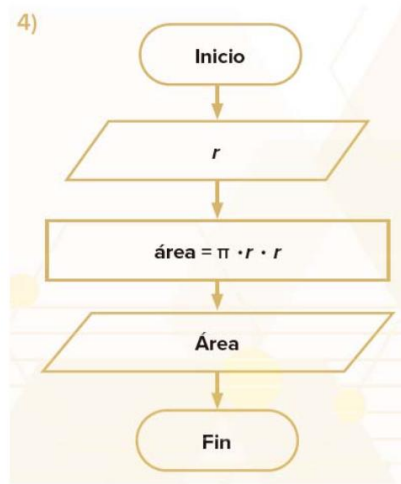 4)
Inicio
r
área = π · r · r
Área
Fin